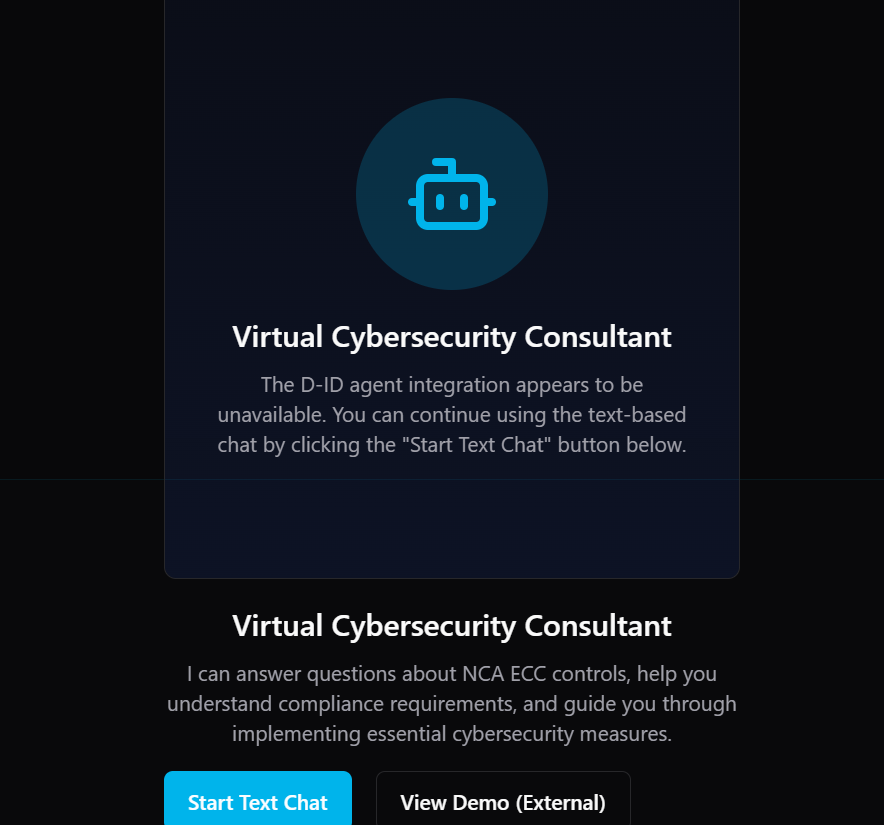 Virtual Cybersecurity Consultant
The D-ID agent integration appears to be
unavailable. You can continue using the text-based
chat by clicking the "Start Text Chat" button below.
Virtual Cybersecurity Consultant
I can answer questions about NCA ECC controls, help you
understand compliance requirements, and guide you through
implementing essential cybersecurity measures.
Start Text Chat
View Demo (External)